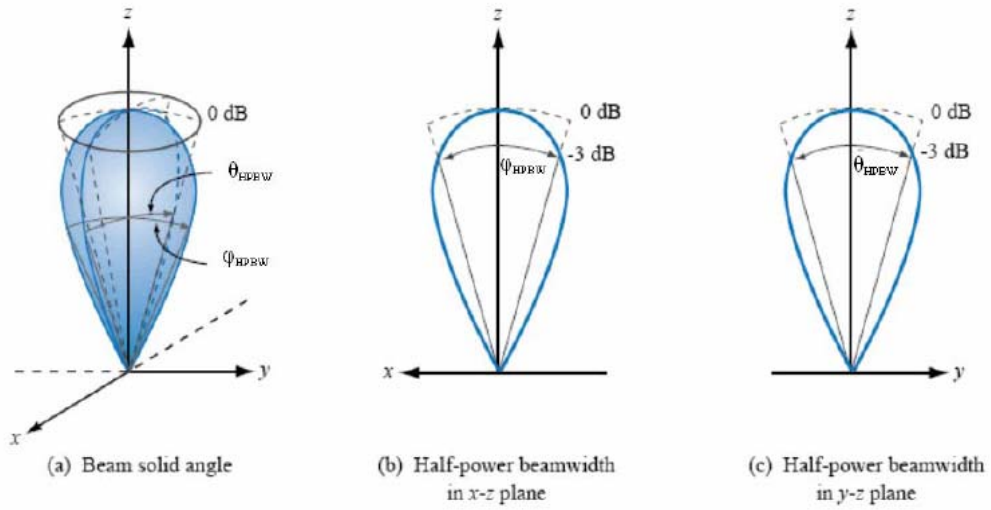 z
0 dB
θHPBW
φHPBW
y
x
(a) Beam solid angle
z
0 dB
φHPBW
-3 dB
x
(b) Half-power beamwidth
in x-z plane
z
0 dB
θHPBW
-3 dB
y
(c) Half-power beamwidth
in y-z plane